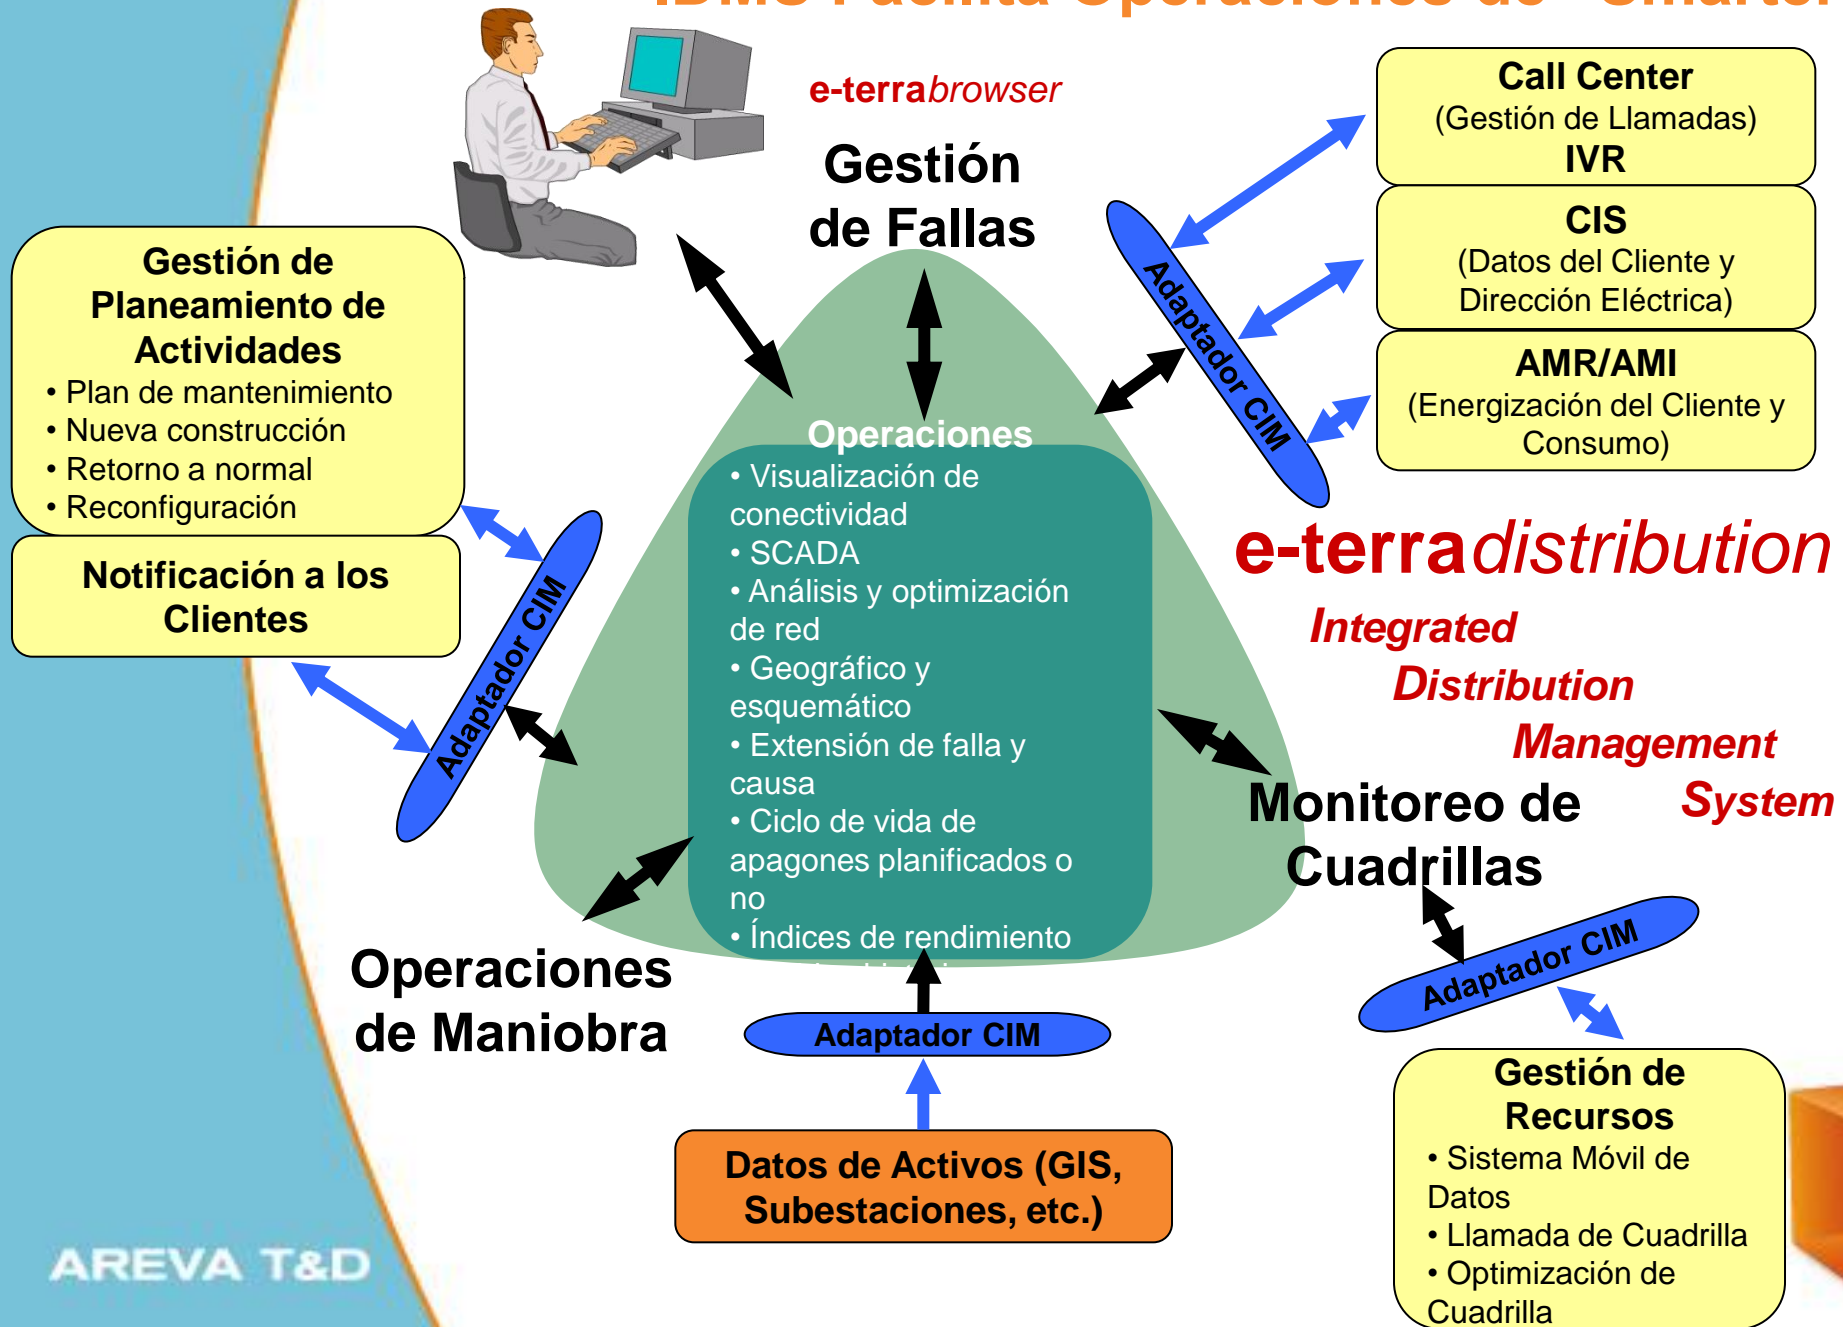 IDMS Facilita Operaciones de "Smarter
e-terrabrowser
Gestión
de Fallas
Call Center
(Gestión de Llamadas)
IVR
CIS
(Datos del Cliente y
Dirección Eléctrica)
AMR/AMI
(Energización del Cliente y
Consumo)
Adaptador CIM
Gestión de
Planeamiento de
Actividades
• Plan de mantenimiento
• Nueva construcción
• Retorno a normal
• Reconfiguración
Notificación a los
Clientes
Adaptador CIM
Operaciones
• Visualización de
conectividad
• SCADA
• Análisis y optimización
de red
• Geográfico y
esquemático
• Extensión de falla y
causa
• Ciclo de vida de
apagones planificados o
no
• Índices de rendimiento
e-terradistribution
Integrated
Distribution
Management
System
Monitoreo de
Cuadrillas
Adaptador CIM
Operaciones
de Maniobra
Adaptador CIM
Datos de Activos (GIS,
Subestaciones, etc.)
Gestión de
Recursos
• Sistema Móvil de
Datos
• Llamada de Cuadrilla
• Optimización de
Cuadrilla
AREVA T&D